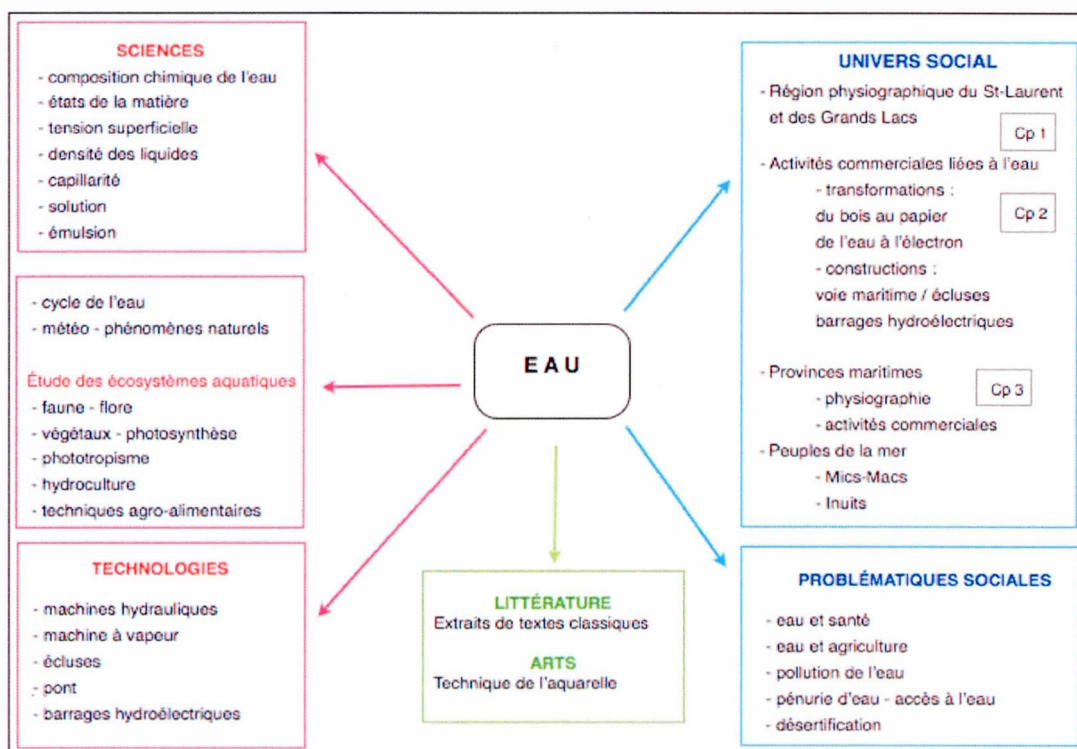 SCIENCES
- composition chimique de l'eau
- états de la matière
- tension superficielle
- densité des liquides
- capillarité
- solution
- émulsion
- cycle de l'eau
- météo - phénomènes naturels
Étude des écosystèmes aquatiques
- faune - flore
- végétaux - photosynthèse
- phototropisme
- hydroculture
- techniques agro-alimentaires
TECHNOLOGIES
- machines hydrauliques
- machine à vapeur
- écluses
- pont
- barrages hydroélectriques
EAU
LITTÉRATURE
Extraits de textes classiques
ARTS
Technique de l'aquarelle
UNIVERS SOCIAL
- Région physiographique du St-Laurent
et des Grands Lacs
Cp 1
- Activités commerciales liées à l'eau
- transformations :
Cp 2
du bois au papier
de l'eau à l'électron
- constructions :
voie maritime / écluses
barrages hydroélectriques
- Provinces maritimes
Cp 3
- physiographie
- activités commerciales
- Peuples de la mer
- Mics-Macs
- Inuits
PROBLÉMATIQUES SOCIALES
- eau et santé
- eau et agriculture
- pollution de l'eau
- pénurie d'eau - accès à l'eau
- désertification